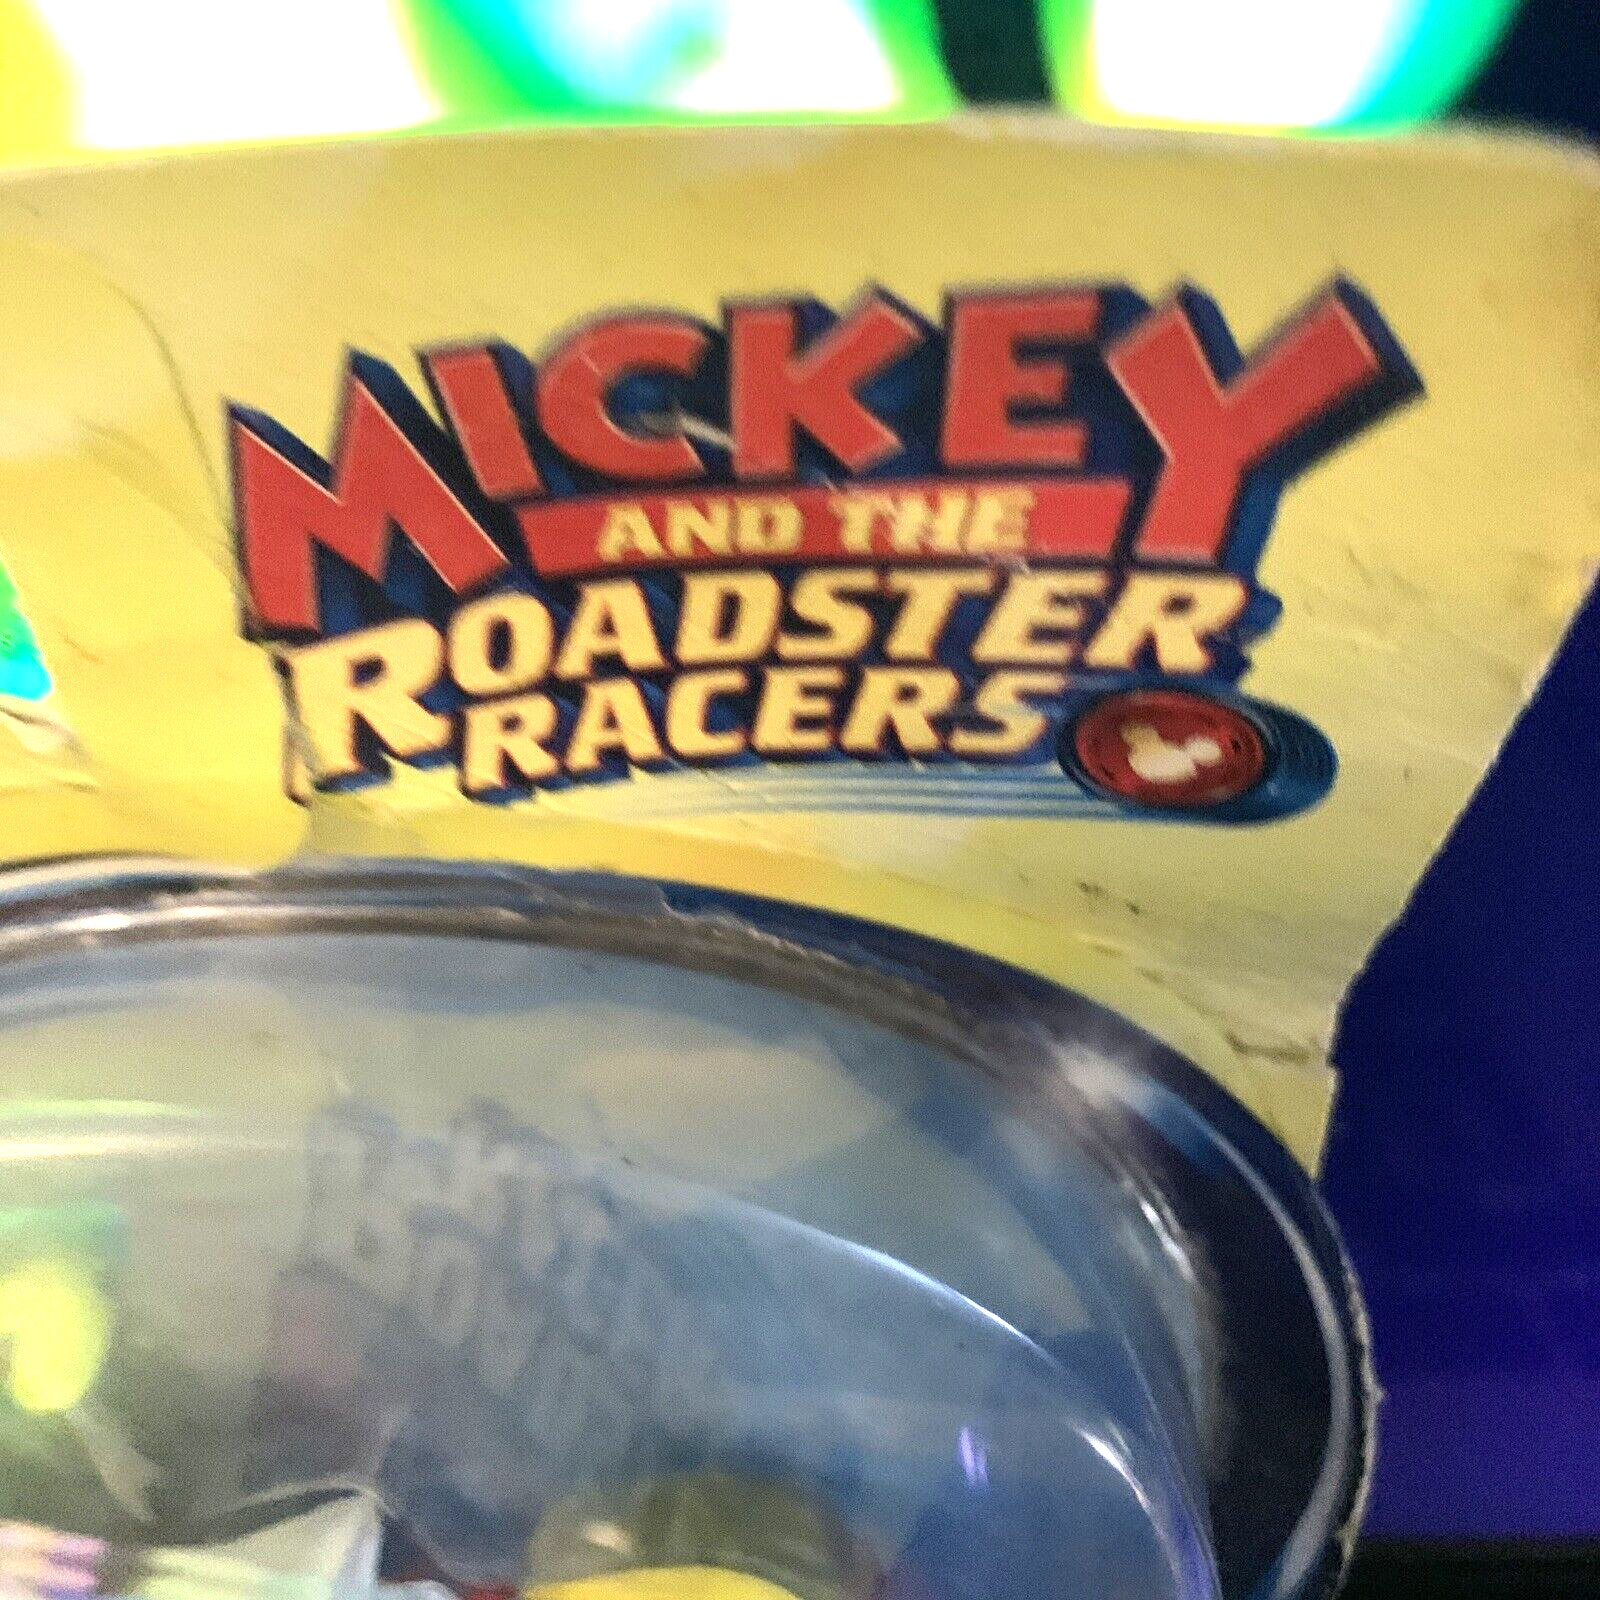 MICKEY
AND THE
ROADSTER
RACERS